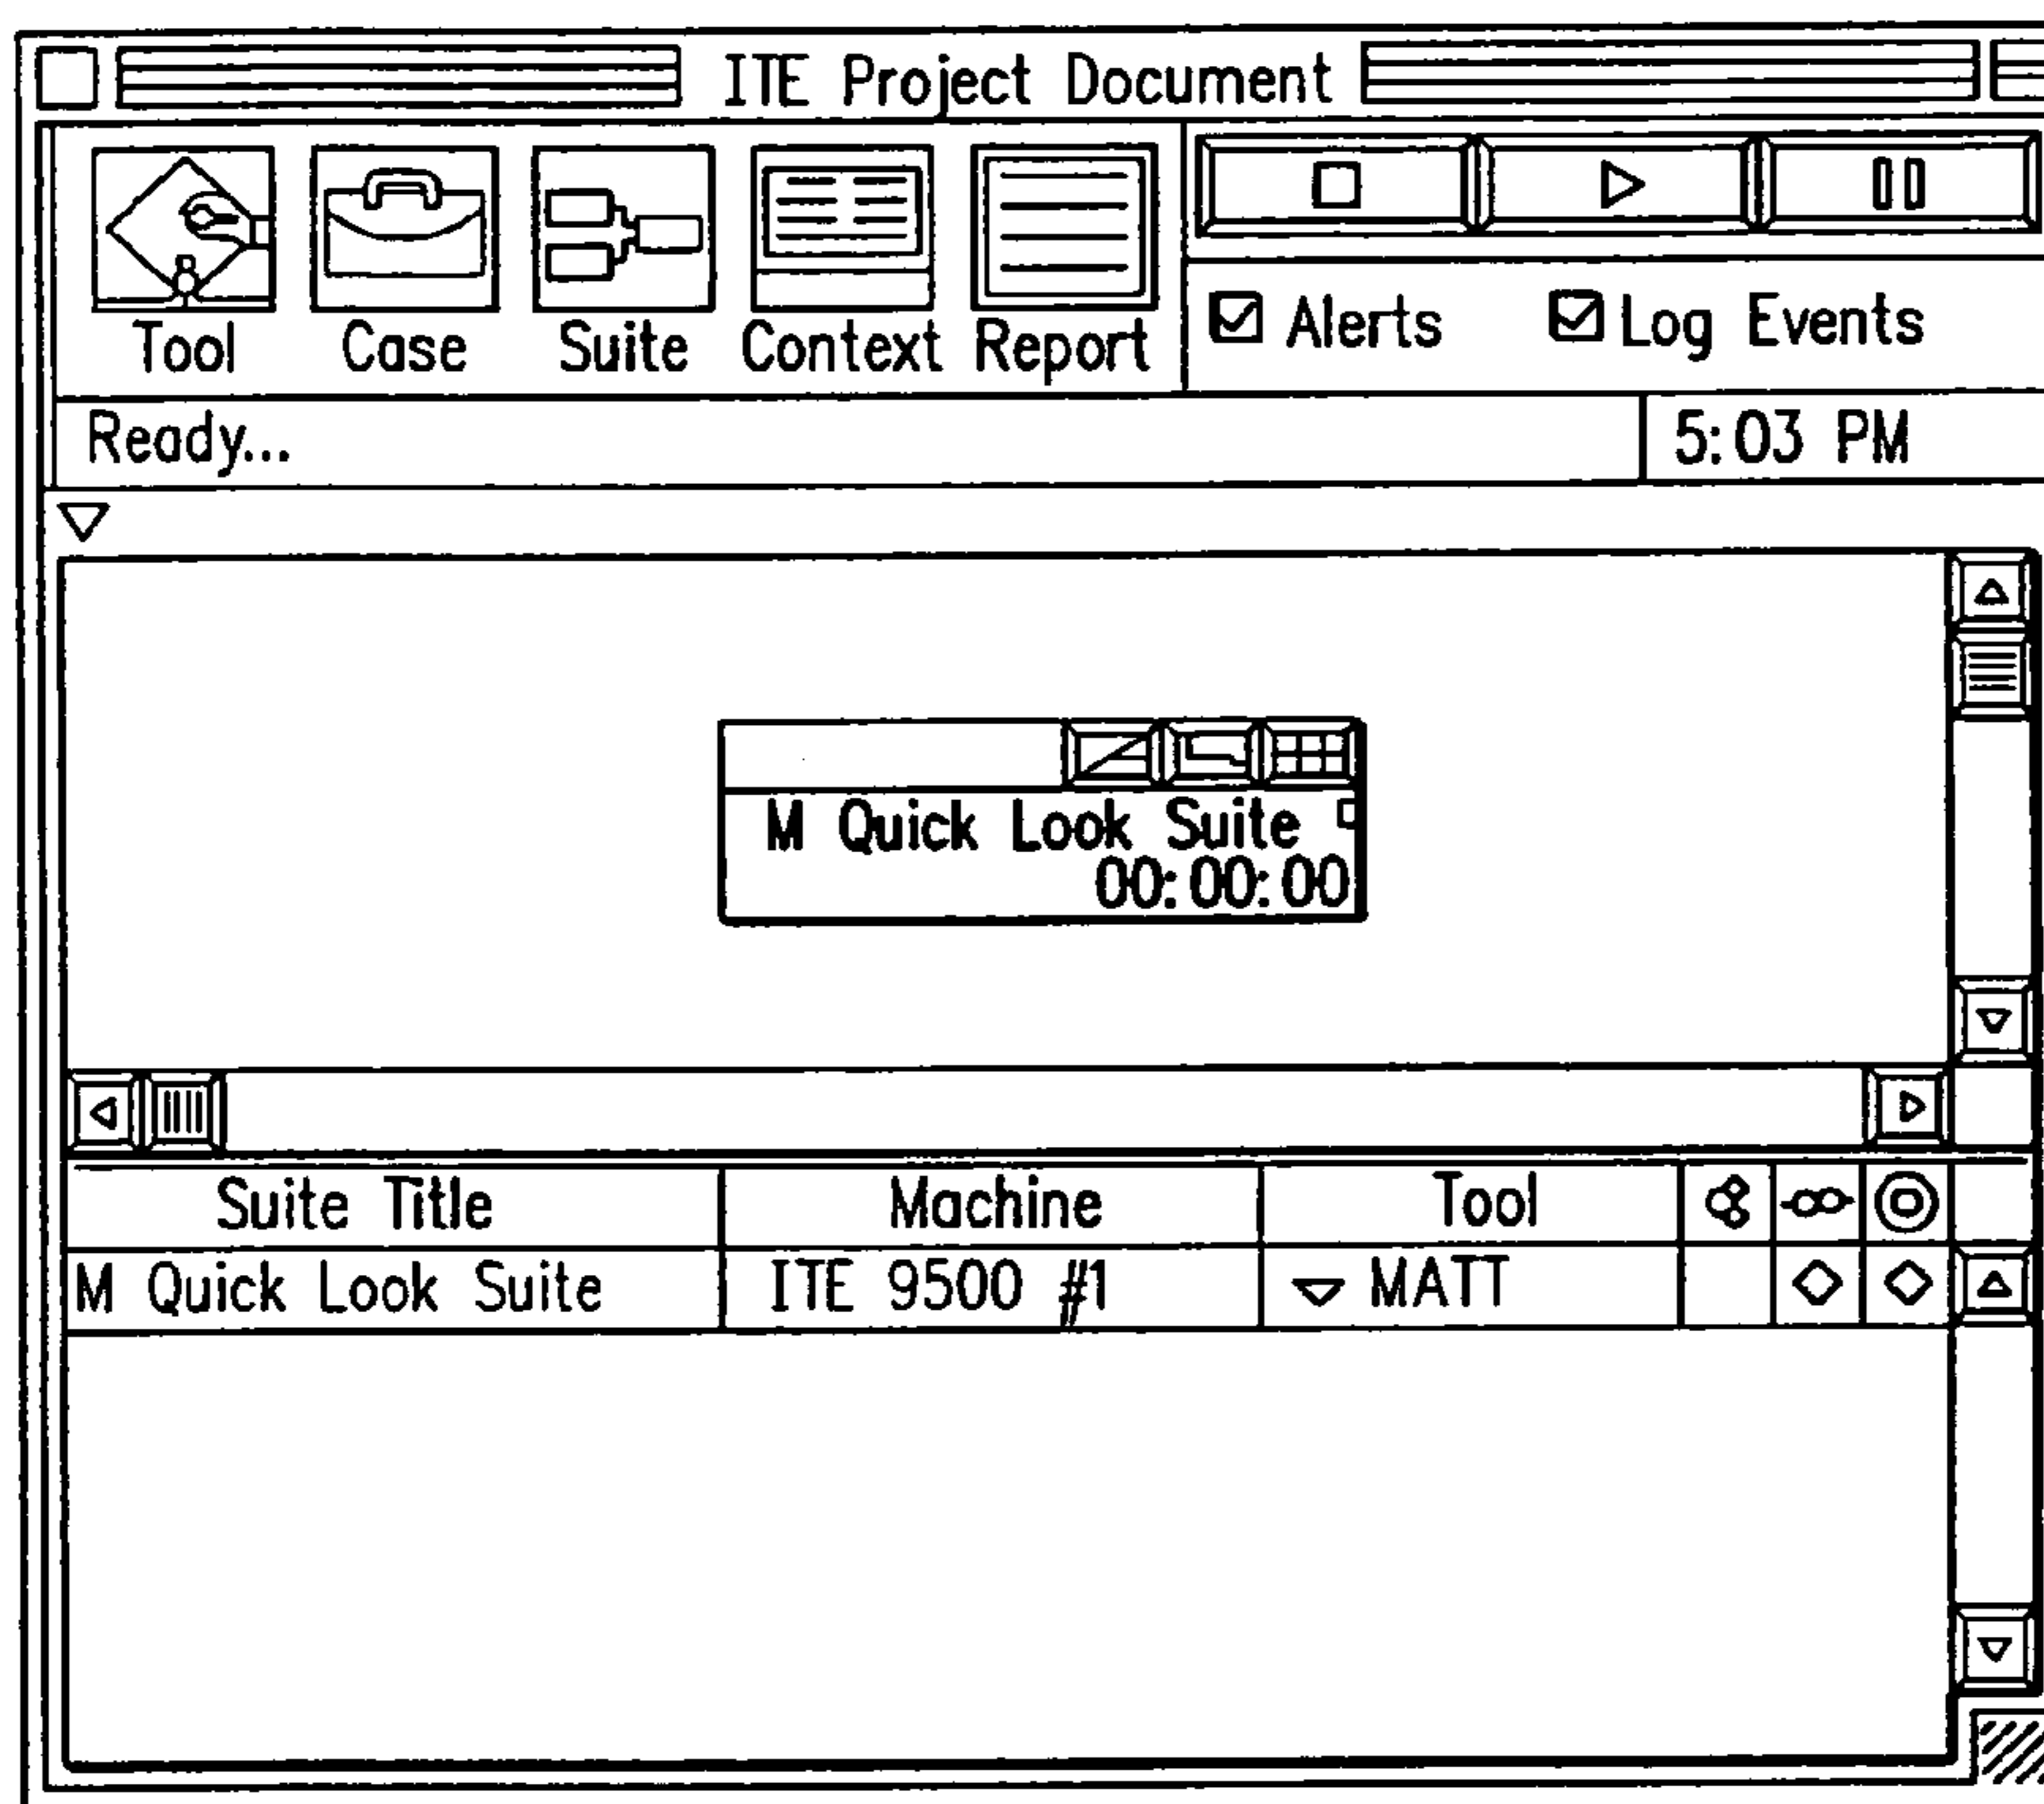 ITE Project Document
Tool Case Suite Context Report
Alerts Log Events
Ready... 5:03 PM
M Quick Look Suite
00:00:00
Suite Title Machine Tool
M Quick Look Suite ITE 9500 #1 MATT